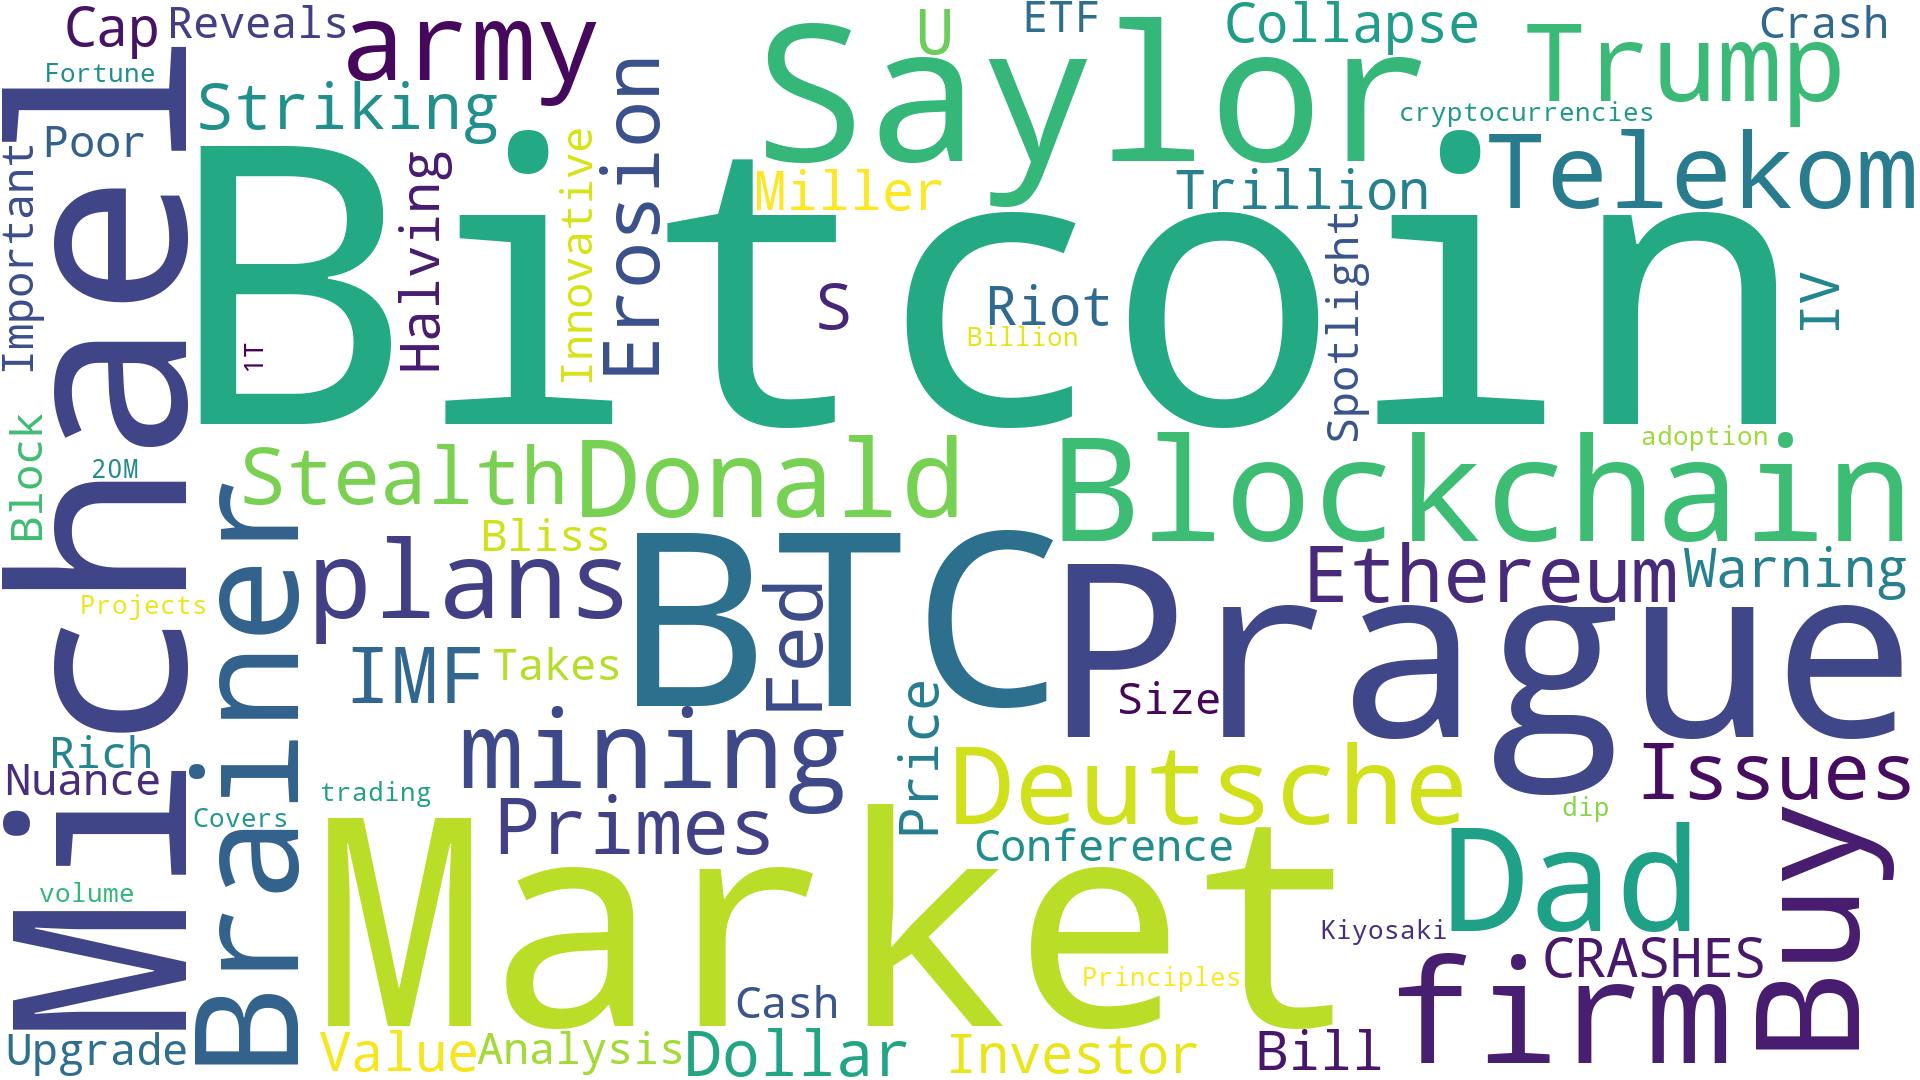 Cap
Reveals
army
Saylor
U
ETF
Collapse
Trump
Crash
Fortune
Striking
cryptocurrencies
Poor
Michael
Important
Halving
Innovative
Erosion
Miller
Trillion
Telekom
Bitcoin
S
Riot
Billion
Spotlight
IV
1T
Block
20M
Stealth
Donald
Blockchain
adoption
Bliss
plans
BTC
Fed
Prague
Ethereum
Warning
Projects
Brainer
IMF
Takes
Size
Price
mining
Rich
Nuance
Covers
trading
Primes
Deutsche
Issues
dip
Conference
Dad
Buy
volume
Market
Kiyosaki
CRASHES
Principles
Cash
firm
Upgrade
Value
Analysis
Dollar
Investor
Bill